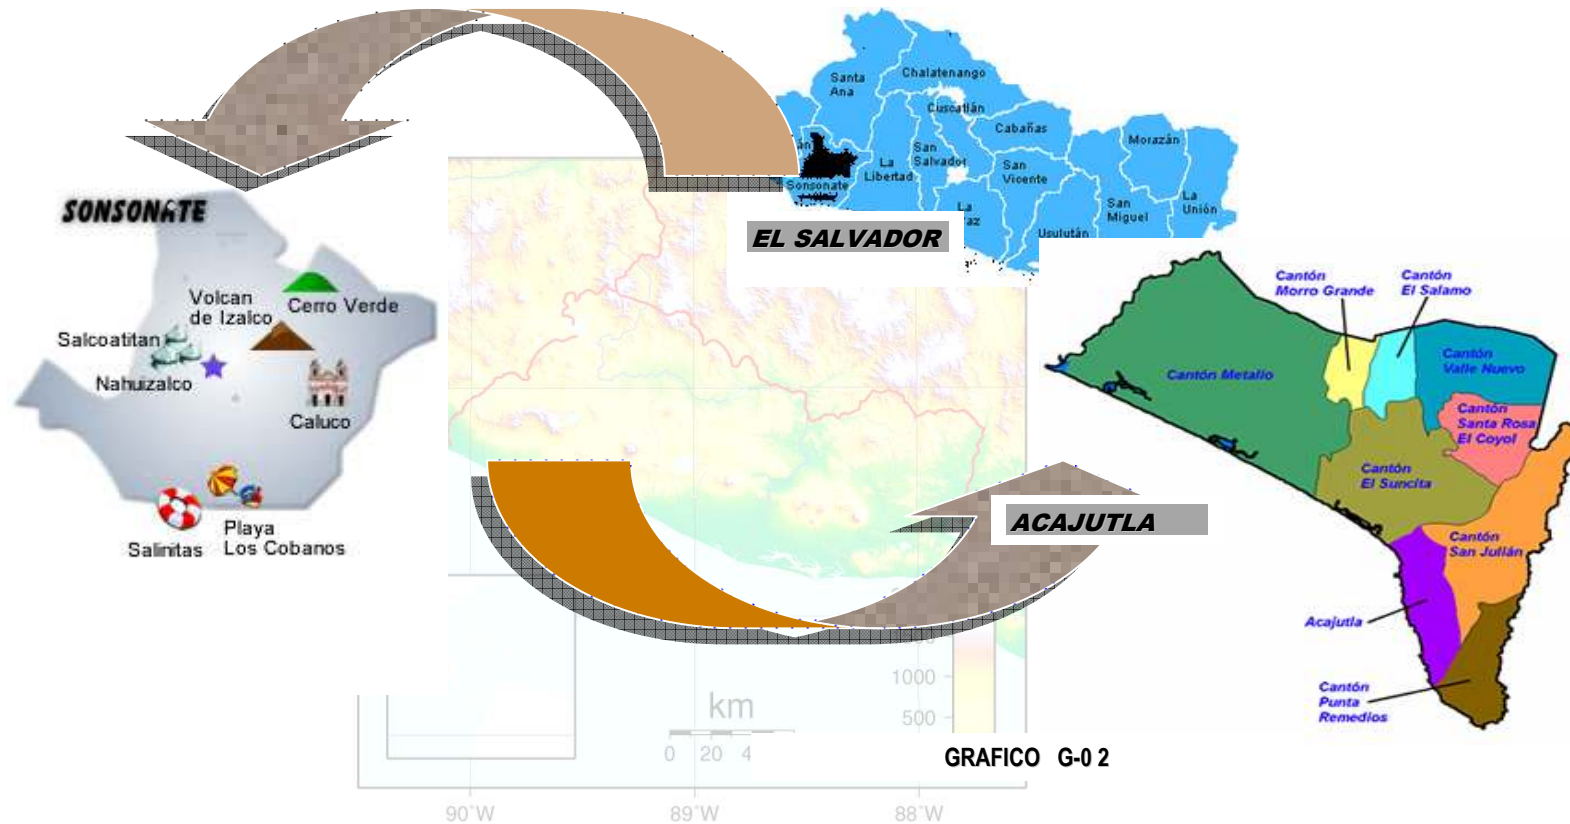 Santa
Ana
Chalatenango
Cuscatlán
Cabañas
Morazán
San
Salvador
La
Libertad
San
Vicente
Sonsonate
La
San
Miguel
La
Unión
Usulután
EL SALVADOR
SONSONATE
Volcan
de Izalco
Cerro Verde
Salcoatitan
Nahuizalco
Caluco
Salinitas
Playa
Los Cobanos
Cantón
Morro Grande
Cantón
El Salamo
Cantón Metalio
Cantón
Valle Nuevo
Cantón
Santa Rosa
El Coyol
Cantón
El Suncita
Cantón
San Julián
Acajutla
Cantón
Punta
Remedios
ACAJUTLA
1000
500
km
0 20
GRAFICO G-0 2
90°W 89°W 88°W